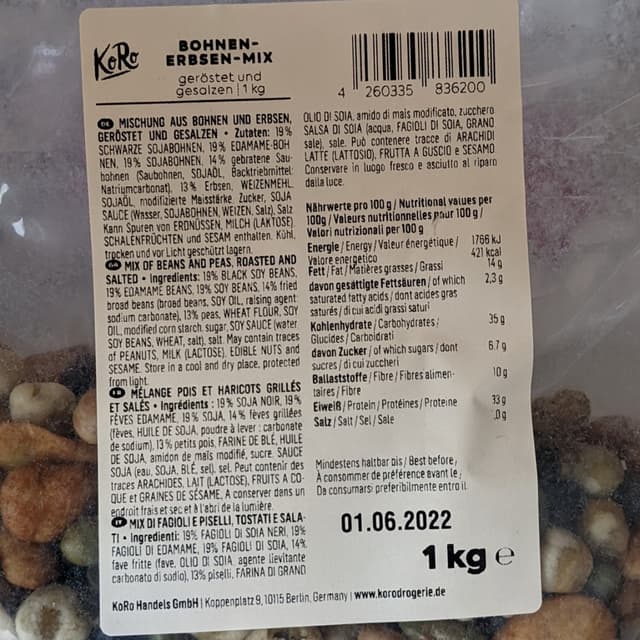 KoRo
BOHNEN-
ERBSEN-MIX
geröstet und
gesalzen | 1 kg
4 260335 836200
DE MISCHUNG AUS BOHNEN UND ERBSEN,
GERÖSTET UND GESALZEN • Zutaten: 19%
SCHWARZE SOJABOHNEN, 19% EDAMAME-BOH
NEN, 19% SOJABOHNEN, 14% gebratene Sau-
bohnen (Saubohnen, SOJAÖL, Backtriebmittel:
Natriumcarbonat), 13% Erbsen, WEIZENMEHL,
SOJAÖL, modifizierte Maisstärke, Zucker, SOJA
SAUCE (Wasser, SOJABOHNEN, WEIZEN, Salz), Salz
Kann Spuren von ERDNÜSSEN, MILCH (LAKTOSE),
SCHALENFRÜCHTEN und SESAM enthalten. Kühl,
trocken und vor Licht geschützt lagern.
MIX OF BEANS AND PEAS, ROASTED AND
SALTED • Ingredients: 19% BLACK SOY BEANS,
19% EDAMAME BEANS, 19% SOY BEANS, 14% fried
broad beans (broad beans, SOY OIL, raising agent:
sodium carbonate), 13% peas, WHEAT FLOUR, SOY
OIL, modified corn starch, sugar, SOY SAUCE (water,
SOY BEANS, WHEAT, salt), salt. May contain traces
of PEANUTS, MILK (LACTOSE), EDIBLE NUTS and
SESAME. Store in a cool and dry place, protected
from light.
FR MÉLANGE POIS ET HARICOTS GRILLÉS
ET SALÉS • Ingrédients: 19% SOJA NOIR, 19%
FÈVES EDAMAME, 19% SOJA, 14% fèves grillées
(fèves, HUILE DE SOJA, poudre à lever: carbonate
de sodium), 13% petits pois, FARINE DE BLÉ, HUILE
DE SOJA, amidon de maïs modifié, sucre, SAUCE
SOJA (eau, SOJA, BLÉ, sel), sel. Peut contenir des
traces ARACHIDES, LAIT (LACTOSE), FRUITS A CO-
QUE et GRAINES DE SÉSAME. A conserver dans un
endroit frais et sec et à l'abri de la lumière.
IT MIX DI FAGIOLI E PISELLI, TOSTATI E SALA-
TI • Ingredienti: 19% FAGIOLI DI SOIA NERI, 19%
FAGIOLI DI EDAMAME, 19% FAGIOLI DI SOIA, 14%
fave fritte (fave, OLIO DI SOIA, agente lievitante
carbonato di sodio), 13% piselli, FARINA DI GRANO
OLIO DI SOIA, amido di mais modificato, zucchero
SALSA DI SOIA (acqua, FAGIOLI DI SOIA, GRANO
sale), sale. Può contenere tracce di ARACHIDI
LATTE (LATTOSIO), FRUTTA A GUSCIO e SESAMO.
Conservare in luogo fresco e asciutto al riparo
dalla luce.
Nährwerte pro 100 g / Nutritional values per
100g / Valeurs nutritionnelles pour 100 g /
Valori nutrizionali per 100 g
Energie / Energy / Valeur énergétique / 1766 kJ
Valore energetico 421 kcal
Fett / Fat / Matières grasses / Grassi 14 g
davon gesättigte Fettsäuren / of which 2,3 g
saturated fatty acids / dont acides gras
saturés / di cui acidi grassi saturi
Kohlenhydrate / Carbohydrates / 35 g
Glucides / Carboidrati
davon Zucker / of which sugars / dont 6.7 g
sucres / di cui zuccheri
Ballaststoffe / Fibre / Fibres alimen- 10 g
taires / Fibre
Eiweiß / Protein / Protéines / Proteine 33 g
Salz / Salt / Sel / Sale
Mindestens haltbar bis / Best before /
À consommer de préférence avant le /
Da consumarsi preferibilmente entro il
01.06.2022
1 kg e
KoRo Handels GmbH | Koppenplatz 9, 10115 Berlin, Germany | www.korodrogerie.de